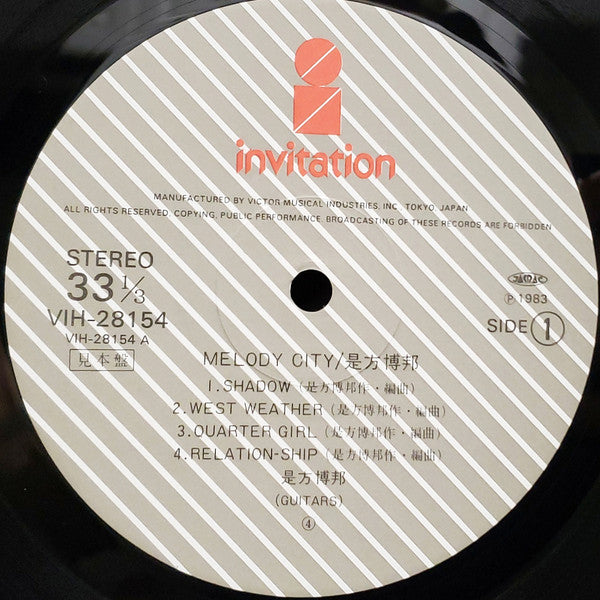 invitation
MANUFACTURED BY VICTOR MUSICAL INDUSTRIES, INC., TOKYO, JAPAN
ALL RIGHTS RESERVED, COPYING, PUBLIC PERFORMANCE, BROADCASTING OF THESE RECORDS ARE FORBIDDEN
STEREO
33 1/3
VIH-28154
VIH-28154 A
見本盤
JASRAC
Ⓟ 1983
SIDE 1
MELODY CITY/是方博邦
1. SHADOW (是方博邦作・編曲)
2. WEST WEATHER (是方博邦作・編曲)
3. QUARTER GIRL (是方博邦作・編曲)
4. RELATION-SHIP (是方博邦作・編曲)
是方博邦
(GUITARS)
④